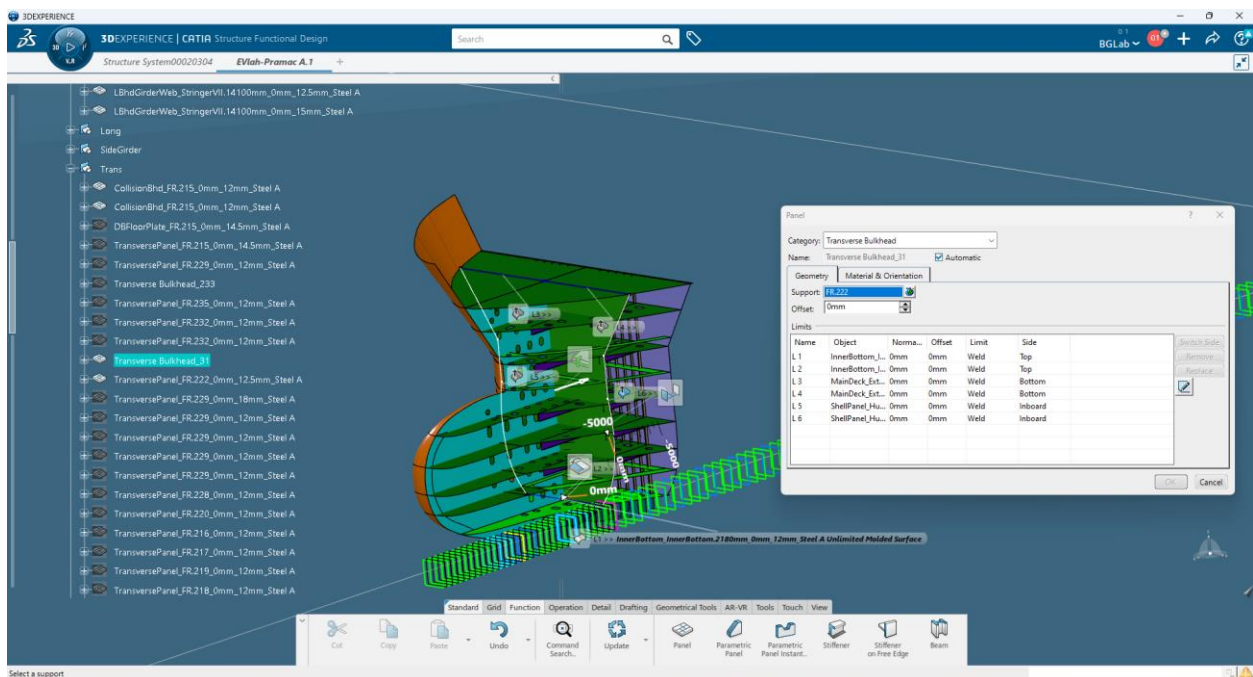 3DEXPERIENCE
3DEXPERIENCE | CATIA Structure Functional Design
Search
BGLab
Structure System00020304 EVlah-Pramac A.1 +
LBhdGirderWeb_StringerVII.14100mm_0mm_12.5mm_Steel A
LBhdGirderWeb_StringerVII.14100mm_0mm_15mm_Steel A
Long
SideGirder
Trans
CollisionBhd_FR.215_0mm_12mm_Steel A
CollisionBhd_FR.215_0mm_12mm_Steel A
DBFloorPlate_FR.215_0mm_14.5mm_Steel A
TransversePanel_FR.215_0mm_14.5mm_Steel A
TransversePanel_FR.229_0mm_12mm_Steel A
Transverse Bulkhead_233
TransversePanel_FR.235_0mm_12mm_Steel A
TransversePanel_FR.232_0mm_12mm_Steel A
TransversePanel_FR.232_0mm_12mm_Steel A
Transverse Bulkhead_31
TransversePanel_FR.222_0mm_12.5mm_Steel A
TransversePanel_FR.229_0mm_18mm_Steel A
TransversePanel_FR.229_0mm_12mm_Steel A
TransversePanel_FR.229_0mm_12mm_Steel A
TransversePanel_FR.229_0mm_12mm_Steel A
TransversePanel_FR.229_0mm_12mm_Steel A
TransversePanel_FR.228_0mm_12mm_Steel A
TransversePanel_FR.220_0mm_12mm_Steel A
TransversePanel_FR.216_0mm_12mm_Steel A
TransversePanel_FR.217_0mm_12mm_Steel A
TransversePanel_FR.219_0mm_12mm_Steel A
TransversePanel_FR.218_0mm_12mm_Steel A
L3 >>
L4 >>
L5 >>
L6 >>
-5000
-5000
0mm
L2 >>
0mm
L1 >> InnerBottom_InnerBottom.2180mm_0mm_12mm_Steel A Unlimited Molded Surface
Panel ? ×
Category: Transverse Bulkhead
Name: Transverse Bulkhead_31 Automatic
Geometry Material & Orientation
Support: FR.222
Offset: 0mm
Limits
Name Object Norma... Offset Limit Side
L 1 InnerBottom_I... 0mm 0mm Weld Top
L 2 InnerBottom_I... 0mm 0mm Weld Top
L 3 MainDeck_Ext... 0mm 0mm Weld Bottom
L 4 MainDeck_Ext... 0mm 0mm Weld Bottom
L 5 ShellPanel_Hu... 0mm 0mm Weld Inboard
L 6 ShellPanel_Hu... 0mm 0mm Weld Inboard
Switch Side
Remove
Replace
OK Cancel
Standard Grid Function Operation Detail Drafting Geometrical Tools AR-VR Tools Touch View
Cut Copy Paste Undo Command Search... Update Panel Parametric Panel Parametric Panel Instant... Stiffener Stiffener on Free Edge Beam
Select a support